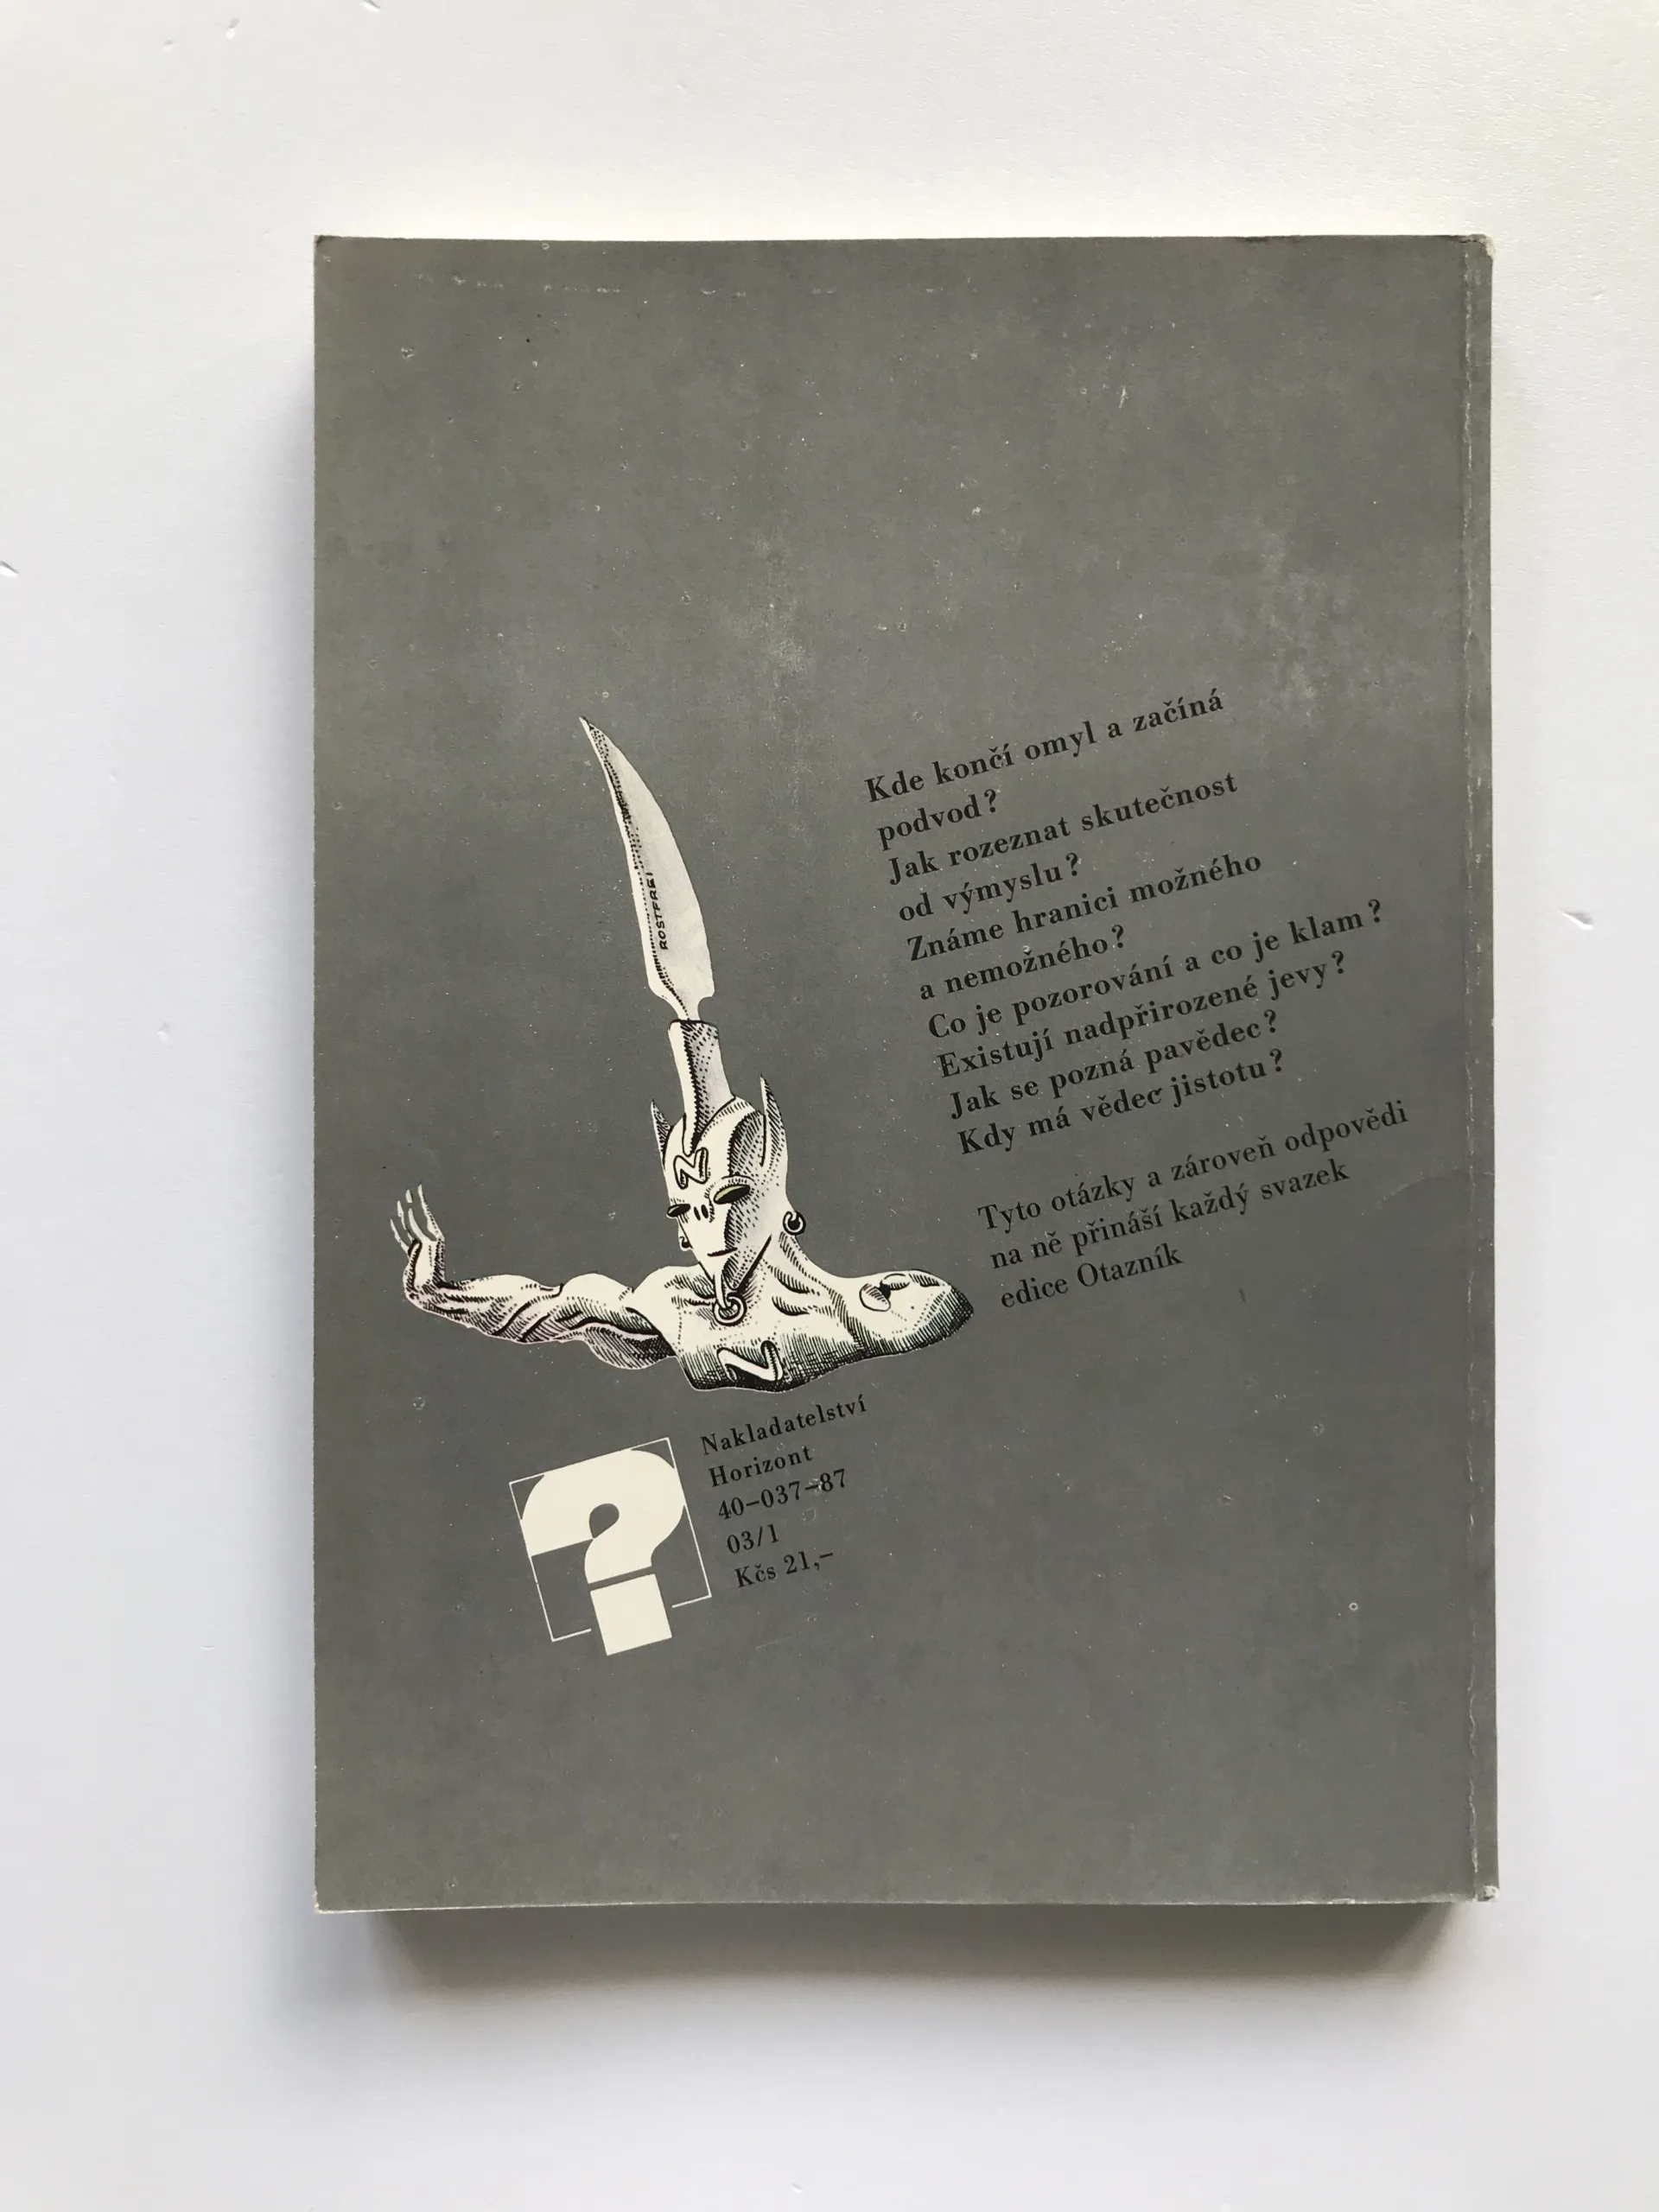 Kde končí omyl a začíná
podvod?
Jak rozeznat skutečnost
od výmyslu?
Známe hranici možného
a nemožného?
Co je pozorování a co je klam?
Existují nadpřirozené jevy?
Jak se pozná pavědec?
Kdy má vědec jistotu?
Tyto otázky a zároveň odpovědi
na ně přináší každý svazek
edice Otazník
ROSTFREI
Nakladatelství
Horizont
40–037–87
03/1
Kčs 21,–
?